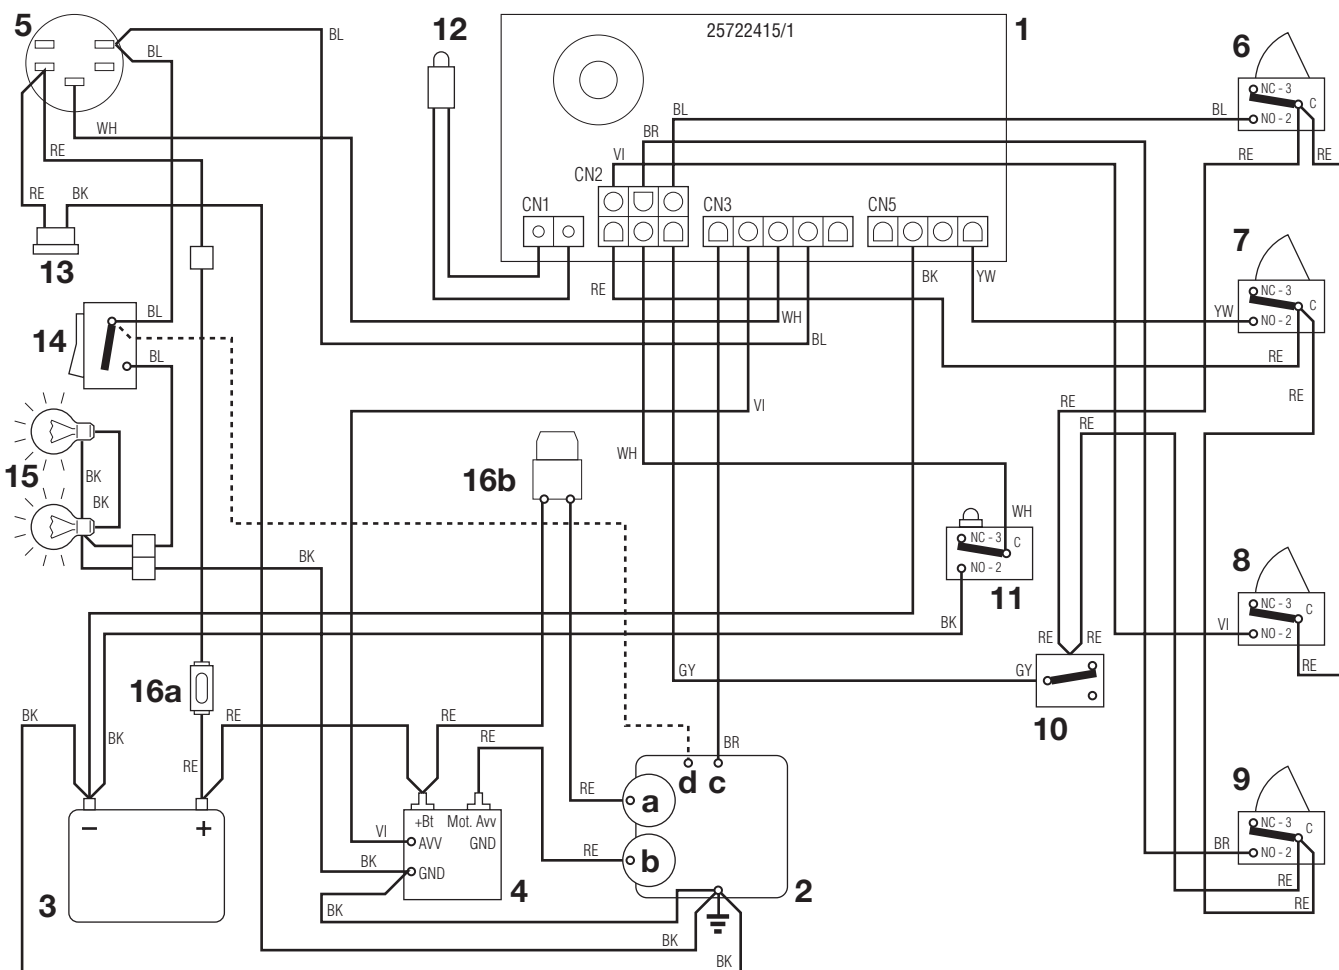 5
BL
BL
12
25722415/1
1
6
NC - 3
C
NO - 2
BL
BR
VI
BL
WH
RE
RE
RE
CN2
RE
BK
CN1
CN3
CN5
13
7
NC - 3
C
NO - 2
YW
RE
BK
YW
WH
BL
BL
14
BL
RE
RE
VI
RE
RE
15
BK
BK
16b
WH
WH
NC - 3
C
NO - 2
11
BK
8
NC - 3
C
NO - 2
VI
BK
RE
RE
RE
GY
GY
10
16a
BK
RE
RE
BK
RE
RE
BR
d
c
9
NC - 3
C
NO - 2
BR
RE
RE
a
RE
+Bt
Mot. Avv
AVV
GND
VI
RE
b
BK
GND
−
+
3
4
2
BK
BK
BK